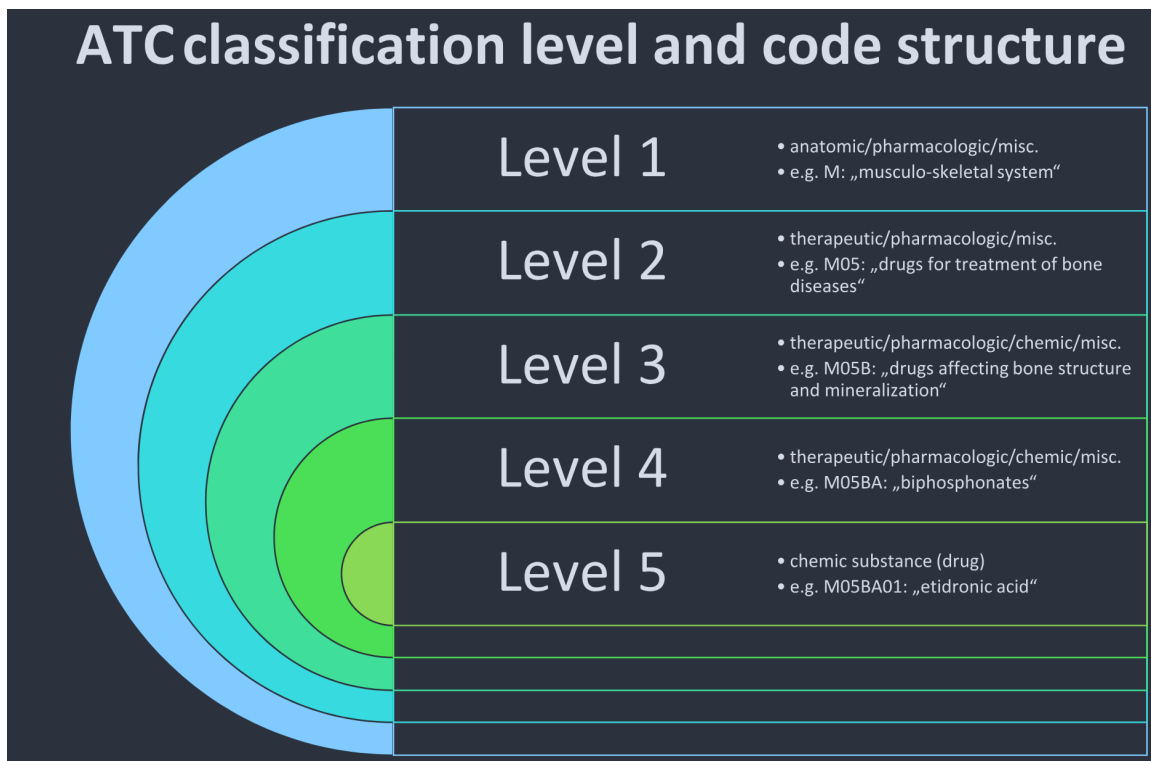 ATC classification level and code structure
Level 1
• anatomic/pharmacologic/misc.
• e.g. M: „musculo-skeletal system“
Level 2
• therapeutic/pharmacologic/misc.
• e.g. M05: „drugs for treatment of bone
diseases“
Level 3
• therapeutic/pharmacologic/chemic/misc.
• e.g. M05B: „drugs affecting bone structure
and mineralization“
Level 4
• therapeutic/pharmacologic/chemic/misc.
• e.g. M05BA: „biphosphonates“
Level 5
• chemic substance (drug)
• e.g. M05BA01: „etidronic acid“